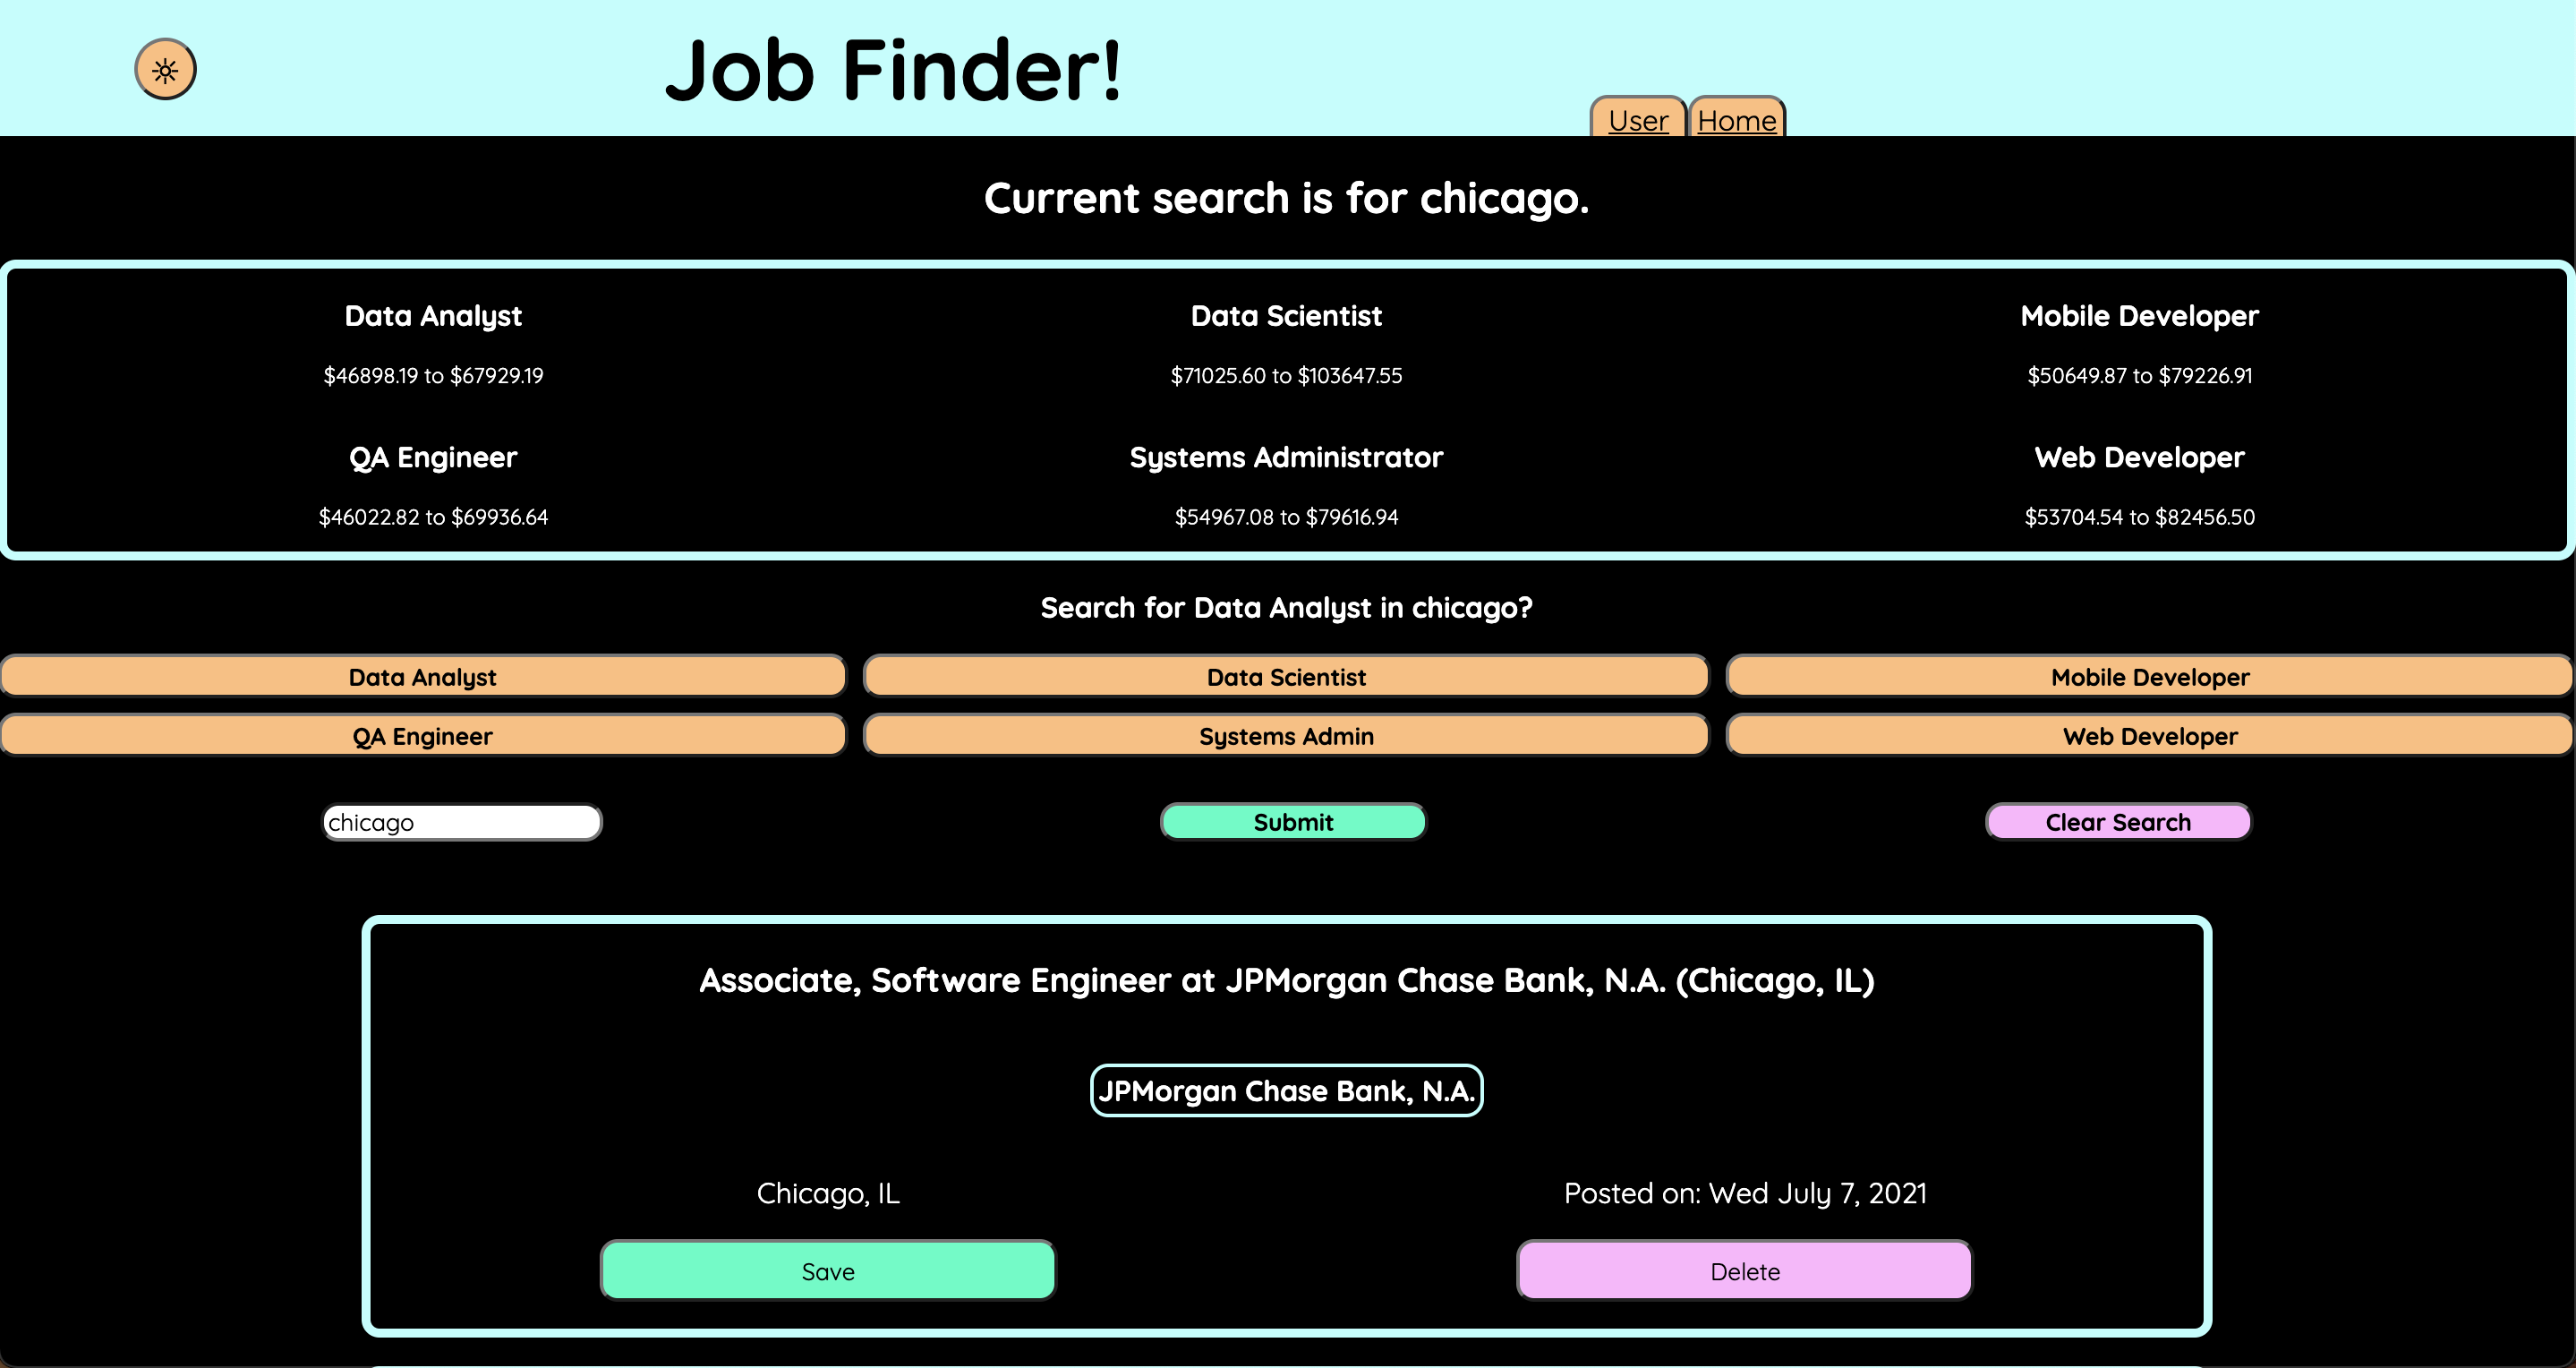 Job Finder!
User Home
Current search is for chicago.
Data Analyst Data Scientist Mobile Developer
$46898.19 to $67929.19 $71025.60 to $103647.55 $50649.87 to $79226.91
QA Engineer Systems Administrator Web Developer
$46022.82 to $69936.64 $54967.08 to $79616.94 $53704.54 to $82456.50
Search for Data Analyst in chicago?
Data Analyst Data Scientist Mobile Developer
QA Engineer Systems Admin Web Developer
chicago Submit Clear Search
Associate, Software Engineer at JPMorgan Chase Bank, N.A. (Chicago, IL)
JPMorgan Chase Bank, N.A.
Chicago, IL Posted on: Wed July 7, 2021
Save Delete